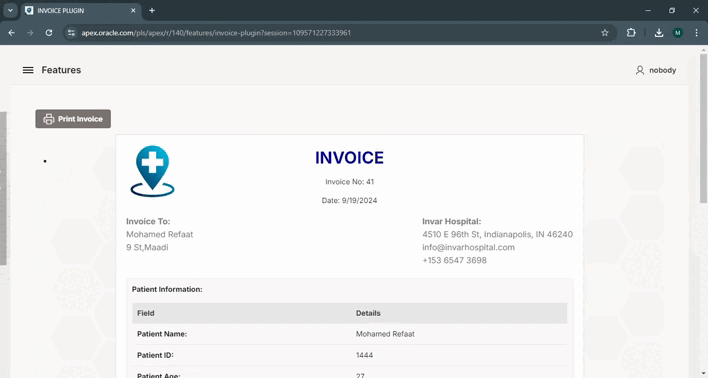 INVOICE PLUGIN
apex.oracle.com/pls/apex/r/140/features/invoice-plugin?session=109571227333961
M
Features
nobody
Print Invoice
INVOICE
Invoice No: 41
Date: 9/19/2024
Invoice To:
Mohamed Refaat
9 St,Maadi
Invar Hospital:
4510 E 96th St, Indianapolis, IN 46240
info@invarhospital.com
+153 6547 3698
Patient Information:
Field Details
Patient Name: Mohamed Refaat
Patient ID: 1444
Patient Age: 27